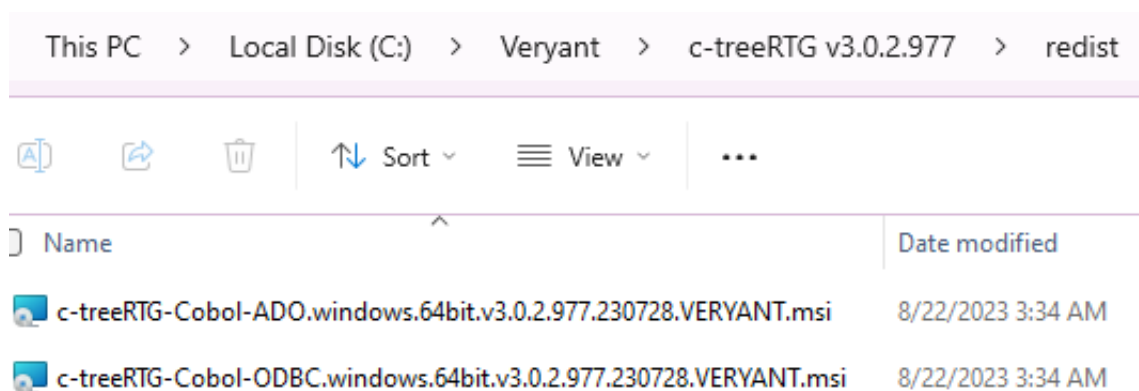 This PC > Local Disk (C:) > Veryant > c-treeRTG v3.0.2.977 > redist
Sort View
Name Date modified
c-treeRTG-Cobol-ADO.windows.64bit.v3.0.2.977.230728.VERYANT.msi 8/22/2023 3:34 AM
c-treeRTG-Cobol-ODBC.windows.64bit.v3.0.2.977.230728.VERYANT.msi 8/22/2023 3:34 AM